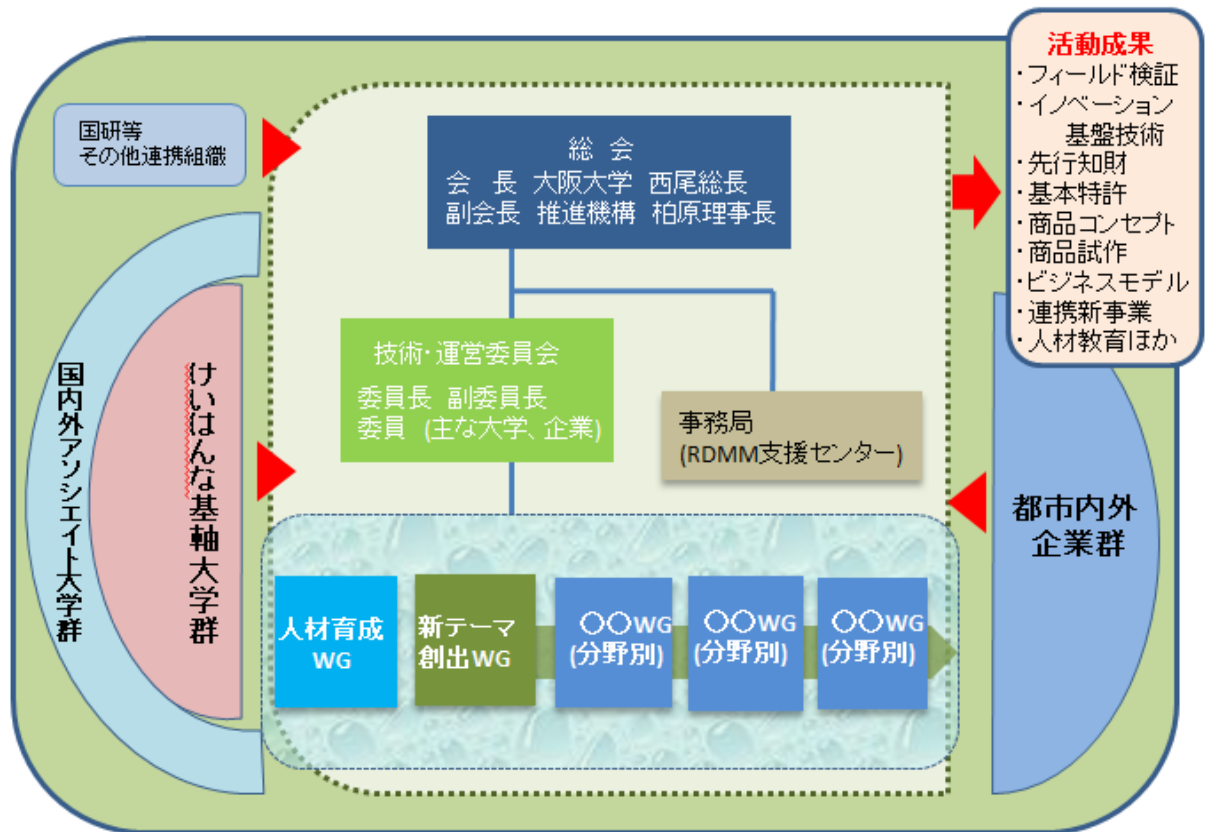 活動成果
・フィールド検証
・イノベーション
基盤技術
・先行知財
・基本特許
・商品コンセプト
・商品試作
・ビジネスモデル
・連携新事業
・人材教育ほか
国研等
その他連携組織
総 会
会 長 大阪大学 西尾総長
副会長 推進機構 柏原理事長
技術・運営委員会
委員長 副委員長
委員 (主な大学、企業)
事務局
(RDMM支援センター)
国内外アソシエイト大学群
けいはんな基軸大学群
都市内外
企業群
人材育成
WG
新テーマ
創出WG
〇〇WG
(分野別)
〇〇WG
(分野別)
〇〇WG
(分野別)